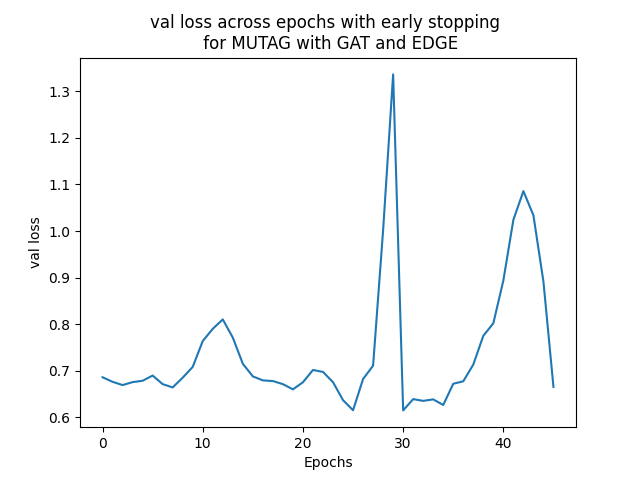 val loss across epochs with early stopping
for MUTAG with GAT and EDGE
1.3
1.2
1.1
1.0
0.9
0.8
0.7
0.6
val loss
0 10 20 30 40
Epochs